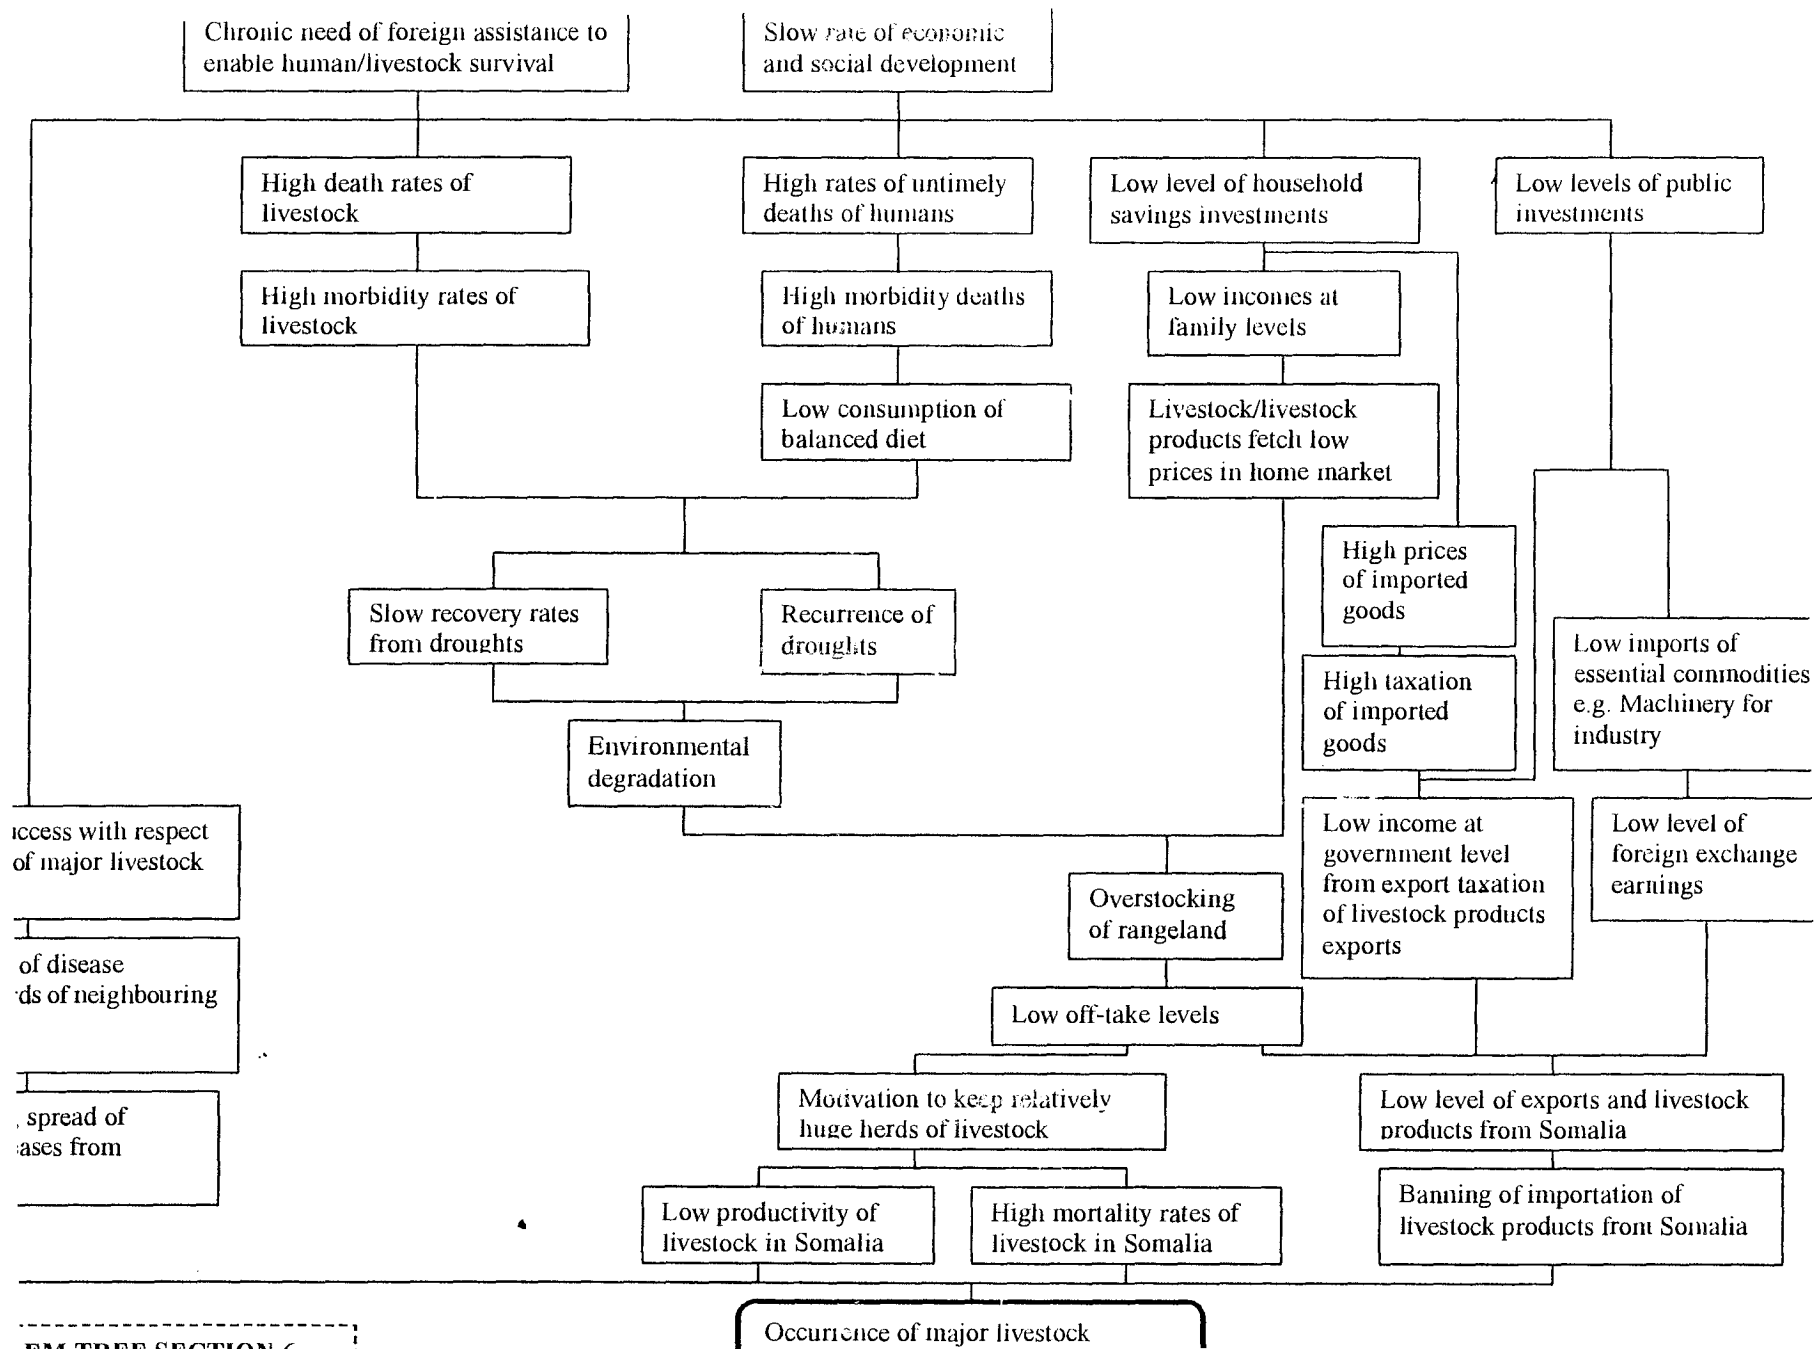 Chronic need of foreign assistance to
enable human/livestock survival
Slow rate of economic
and social development
High death rates of
livestock
High rates of untimely
deaths of humans
Low level of household
savings investments
Low levels of public
investments
High morbidity rates of
livestock
High morbidity deaths
of humans
Low incomes at
family levels
Low consumption of
balanced diet
Livestock/livestock
products fetch low
prices in home market
High prices
of imported
goods
Slow recovery rates
from droughts
Recurrence of
droughts
Low imports of
essential commodities
e.g. Machinery for
industry
High taxation
of imported
goods
Environmental
degradation
with respect
of major livestock
Low income at
government level
from export taxation
of livestock products
exports
Low level of
foreign exchange
earnings
Overstocking
of rangeland
of disease
of neighbouring
Low off-take levels
spread of
from
Motivation to keep relatively
huge herds of livestock
Low level of exports and livestock
products from Somalia
Low productivity of
livestock in Somalia
High mortality rates of
livestock in Somalia
Banning of importation of
livestock products from Somalia
Occurrence of major livestock
TREE SECTION